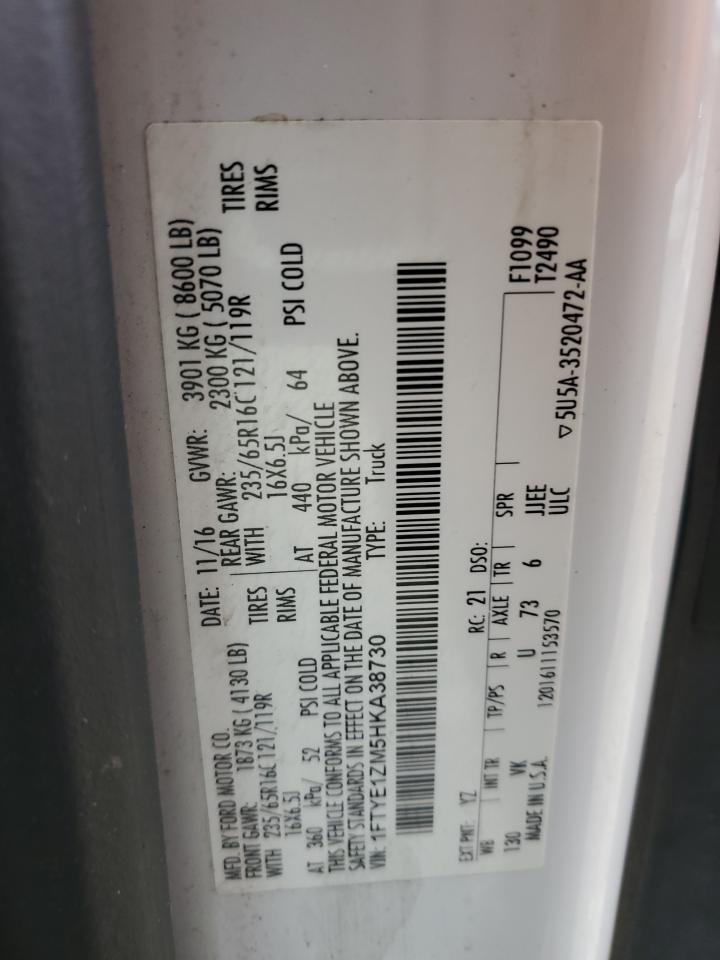 MFD. BY FORD MOTOR CO. DATE: 11/16 GVWR: 3901 KG ( 8600 LB)
FRONT GAWR: 1873 KG ( 4130 LB) REAR GAWR: 2300 KG ( 5070 LB)
WITH 235/65R16C 121/119R TIRES WITH 235/65R16C 121/119R TIRES
16X6.5J RIMS 16X6.5J RIMS
AT 360 kPa/ 52 PSI COLD AT 440 kPa/ 64 PSI COLD
THIS VEHICLE CONFORMS TO ALL APPLICABLE FEDERAL MOTOR VEHICLE
SAFETY STANDARDS IN EFFECT ON THE DATE OF MANUFACTURE SHOWN ABOVE.
VIN: 1FTYE1ZM5HKA38730 TYPE: Truck
EXT PNT: YZ RC: 21 DSO:
WB INT TR TP/PS R AXLE TR SPR F1099
130 VK U 73 6 JJEE T2490
MADE IN U.S.A. 1201611153570 ULC ▽5U5A-3520472-AA